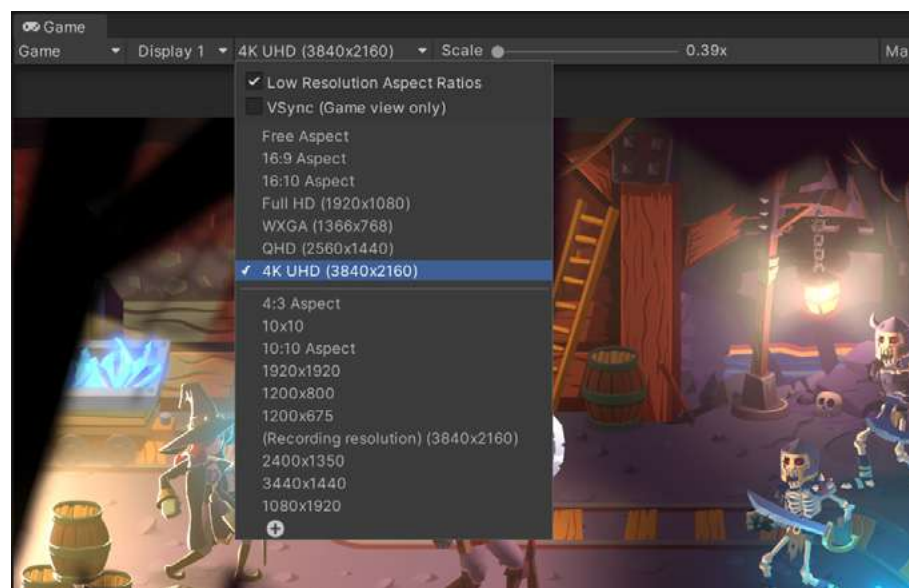 Game
Game Display 1 4K UHD (3840x2160) Scale 0.39x Ma
Low Resolution Aspect Ratios
VSync (Game view only)
Free Aspect
16:9 Aspect
16:10 Aspect
Full HD (1920x1080)
WXGA (1366x768)
QHD (2560x1440)
4K UHD (3840x2160)
4:3 Aspect
10x10
10:10 Aspect
1920x1920
1200x800
1200x675
(Recording resolution) (3840x2160)
2400x1350
3440x1440
1080x1920